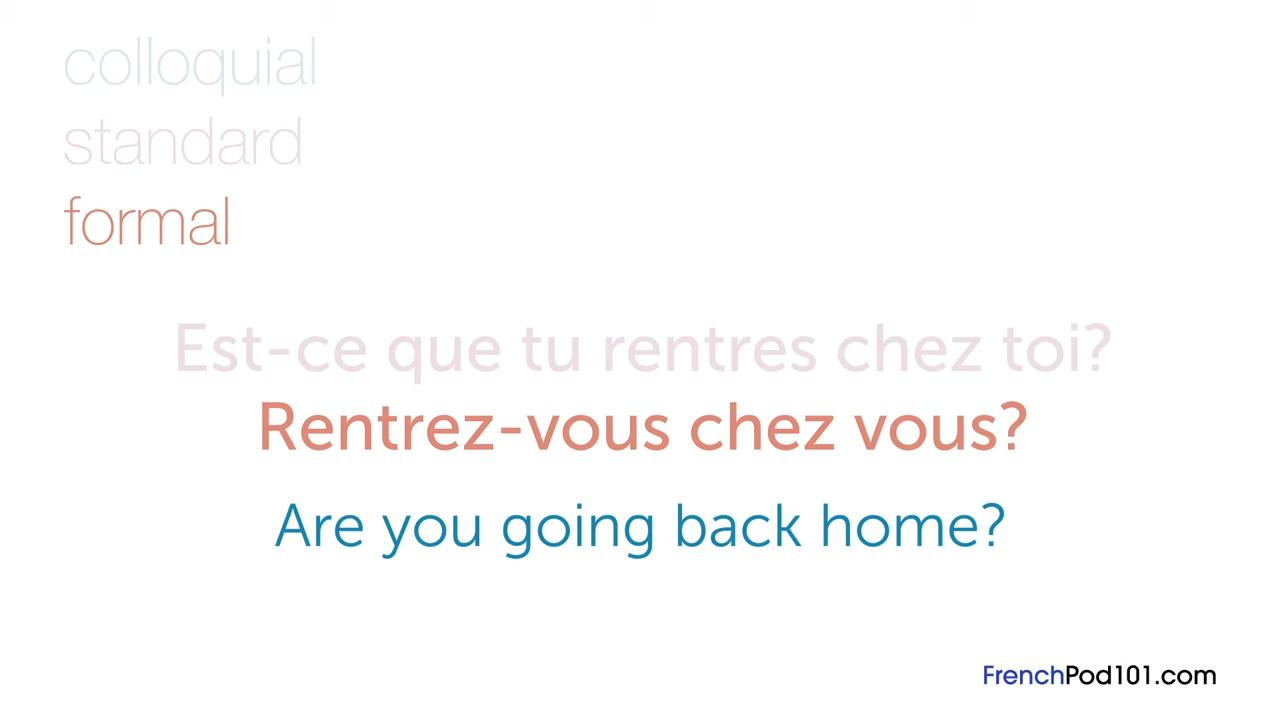 colloquial
standard
formal
Est-ce que tu rentres chez toi?
Rentrez-vous chez vous?
Are you going back home?
FrenchPod101.com